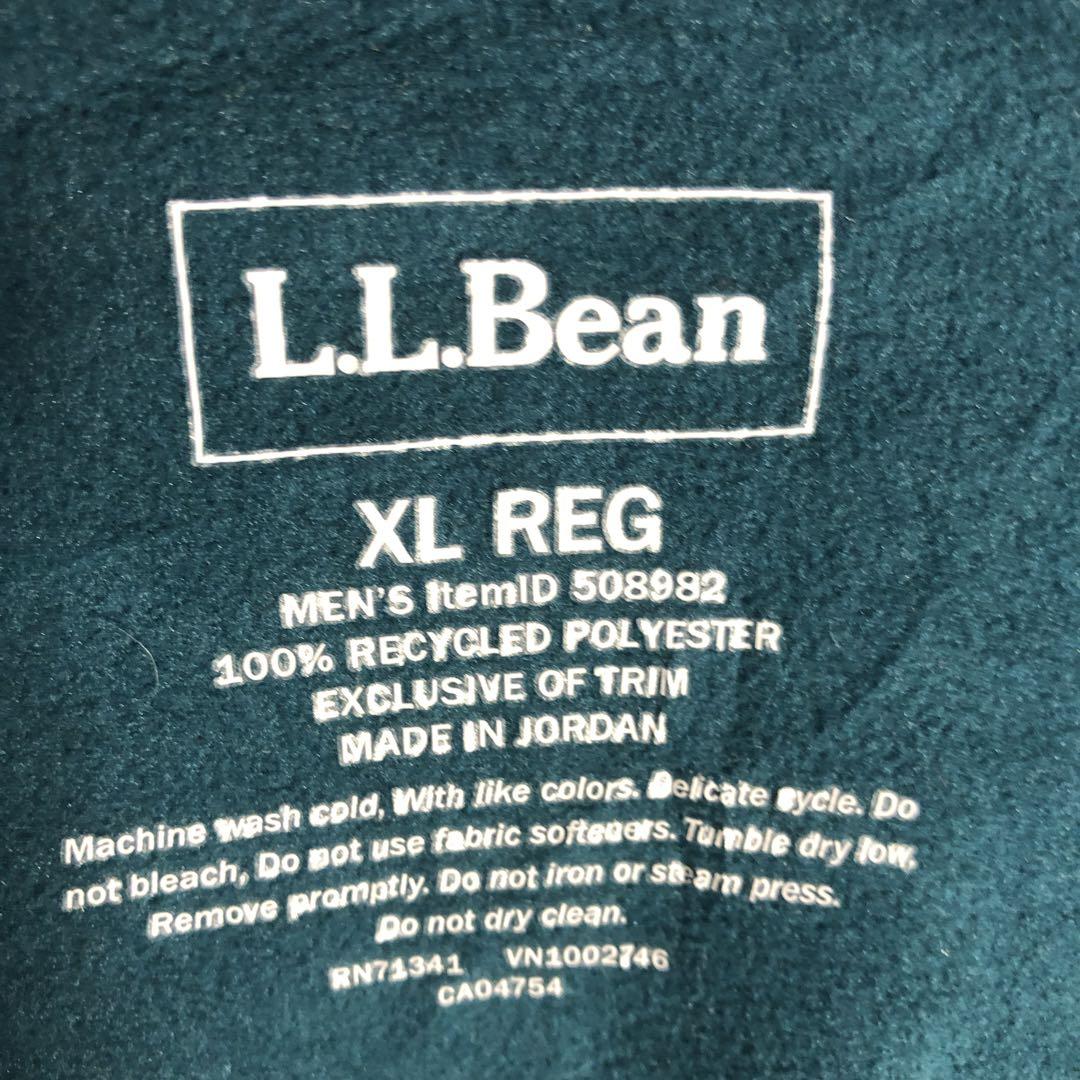 L.L.Bean
XL REG
MEN'S ItemID 508982
100% RECYCLED POLYESTER
EXCLUSIVE OF TRIM
MADE IN JORDAN
Machine wash cold, With like colors. Delicate cycle. Do
not bleach, Do not use fabric softeners. Tumble dry low,
Remove promptly. Do not iron or steam press.
Do not dry clean.
RN71341 VN1002746
CA04754